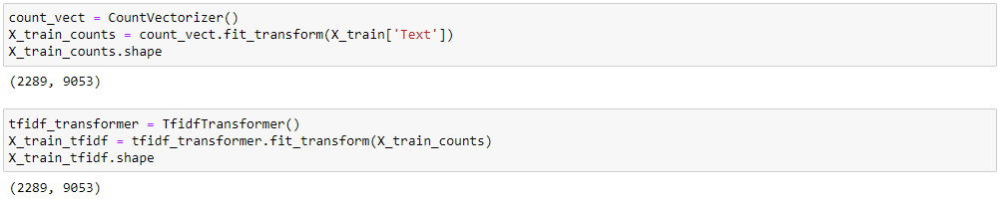 count_vect = CountVectorizer()
X_train_counts = count_vect.fit_transform(X_train['Text'])
X_train_counts.shape
(2289, 9053)
tfidf_transformer = TfidfTransformer()
X_train_tfidf = tfidf_transformer.fit_transform(X_train_counts)
X_train_tfidf.shape
(2289, 9053)